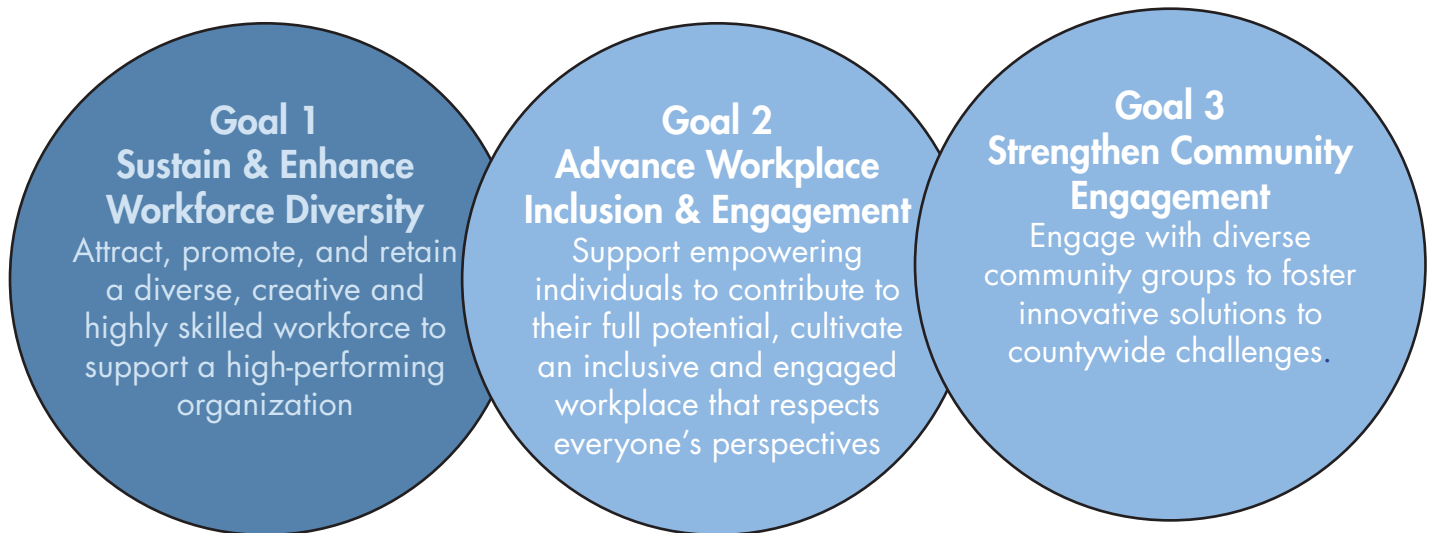 Goal 1
Sustain & Enhance
Workforce Diversity
Attract, promote, and retain
a diverse, creative and
highly skilled workforce to
support a high-performing
organization
Goal 2
Advance Workplace
Inclusion & Engagement
Support empowering
individuals to contribute to
their full potential, cultivate
an inclusive and engaged
workplace that respects
everyone’s perspectives
Goal 3
Strengthen Community
Engagement
Engage with diverse
community groups to foster
innovative solutions to
countywide challenges.